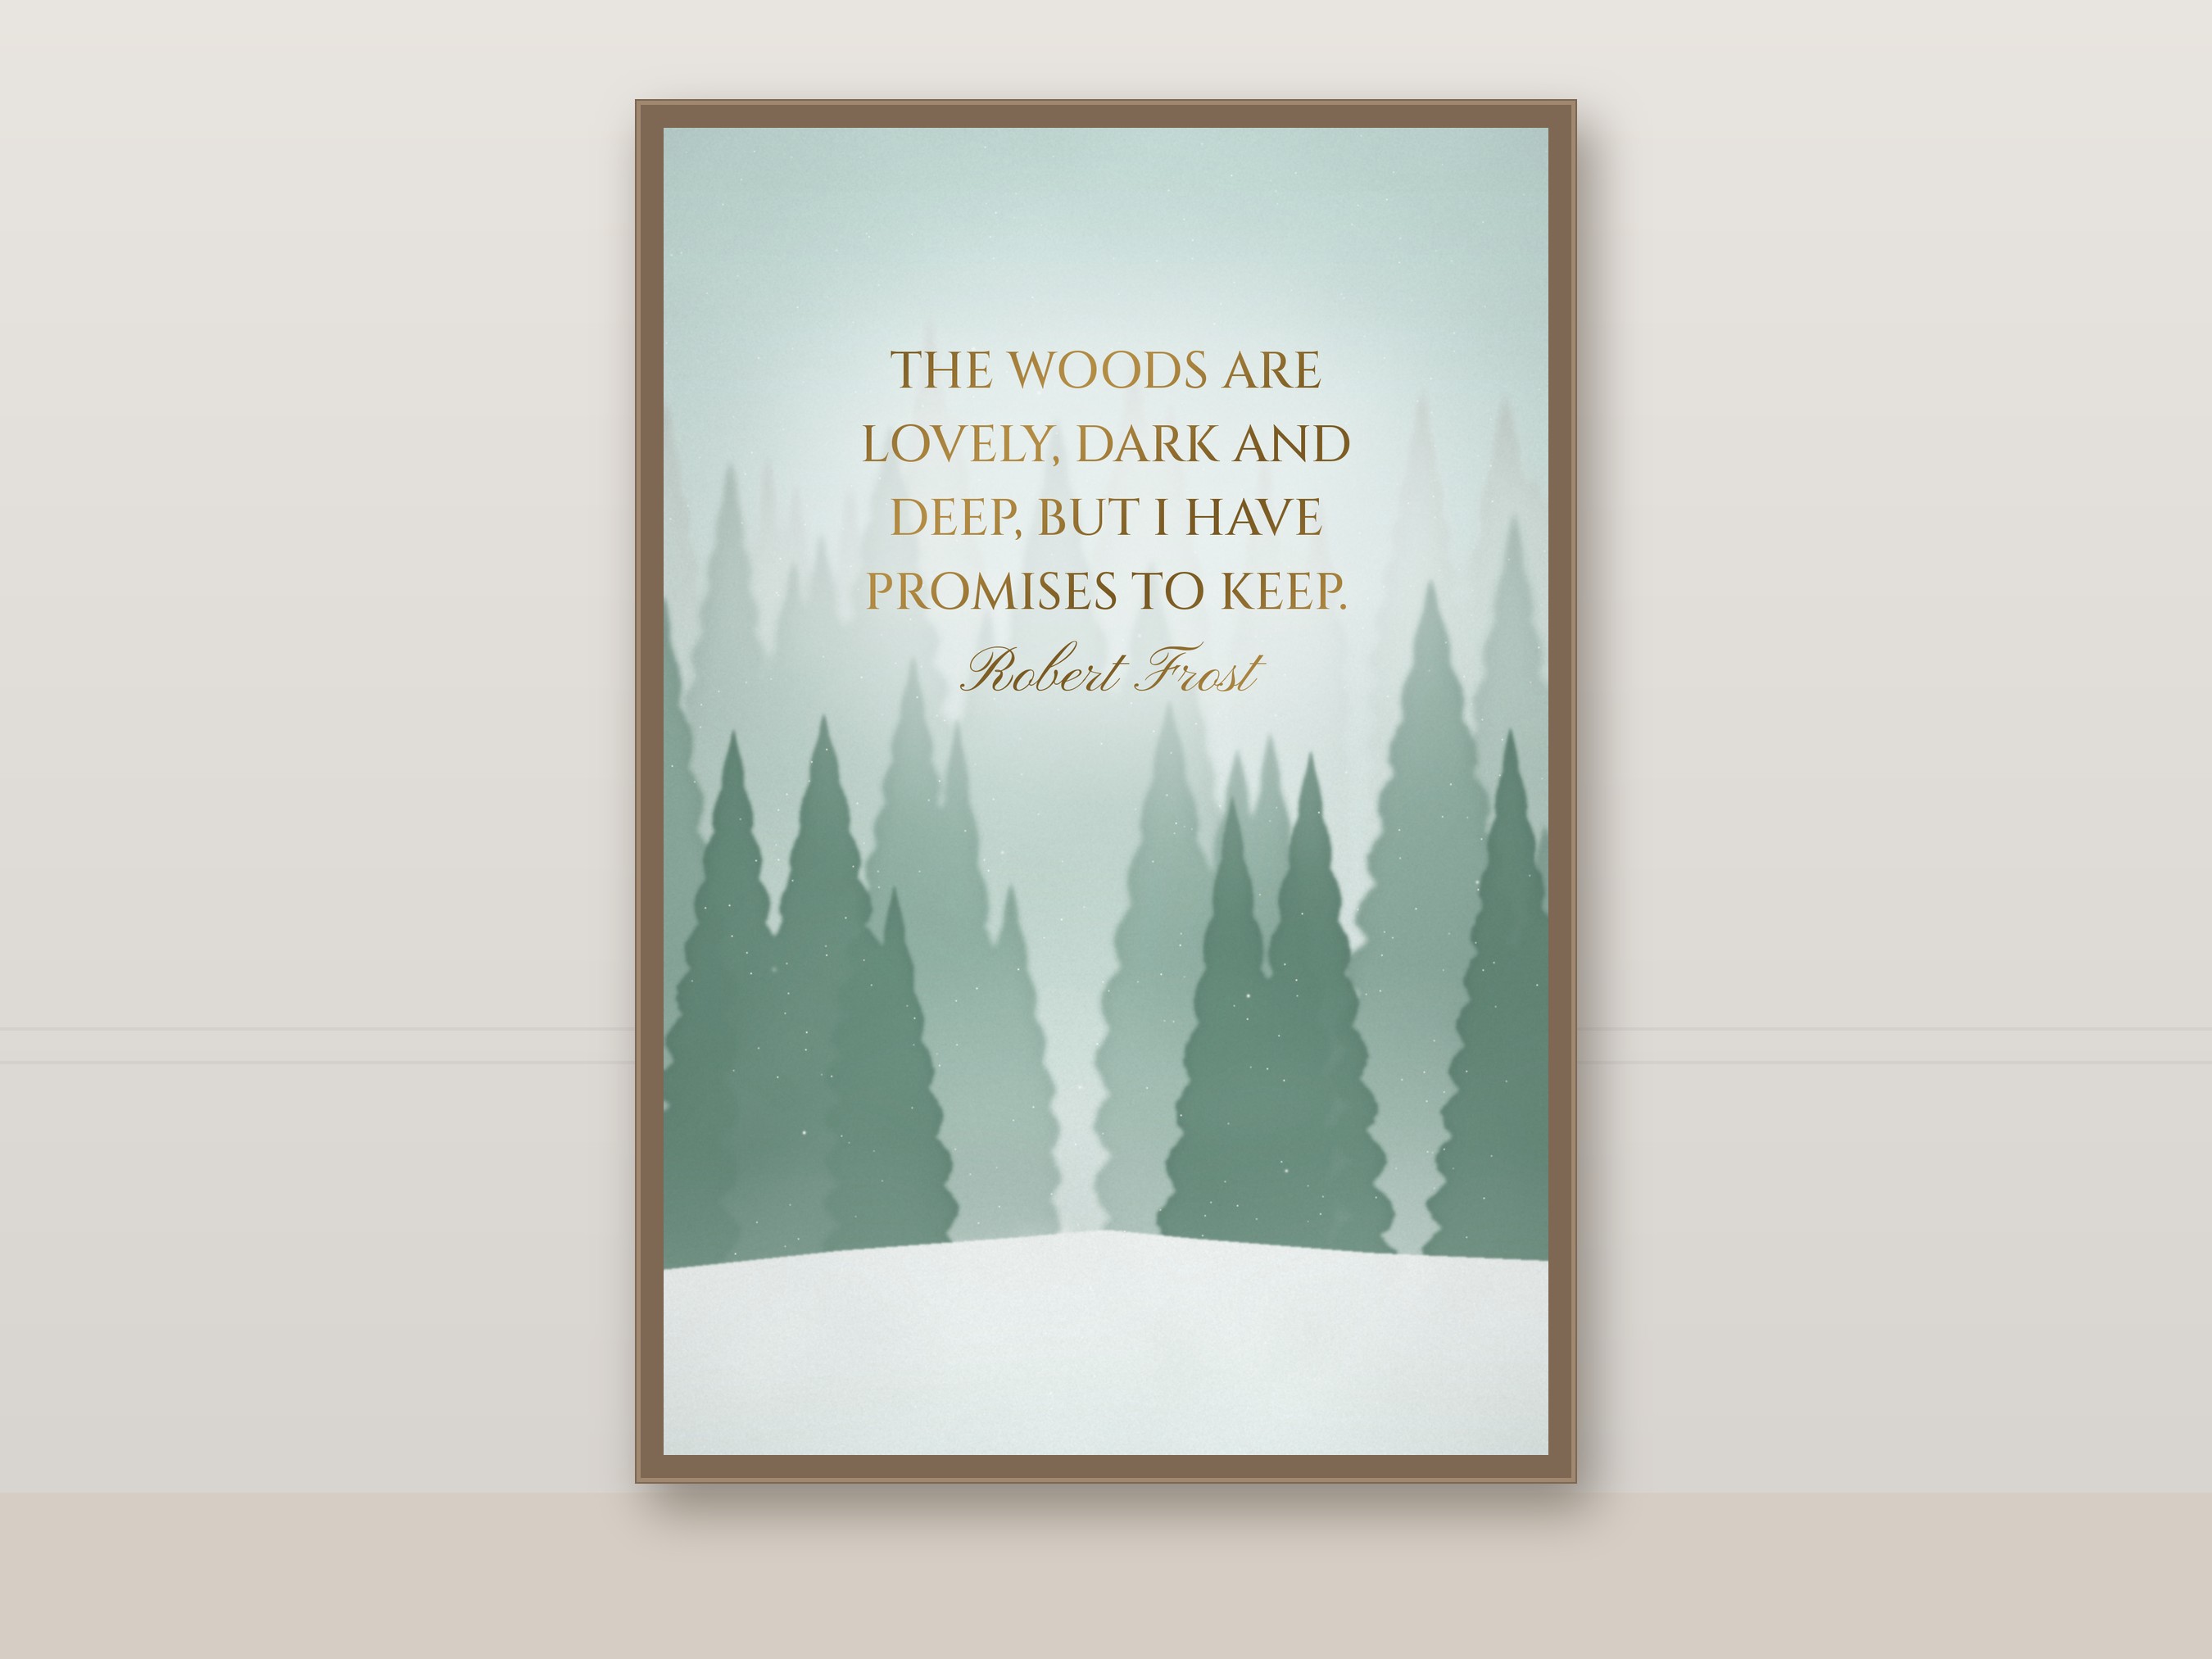 THE WOODS ARE
LOVELY, DARK AND
DEEP, BUT I HAVE
PROMISES TO KEEP.
Robert Frost